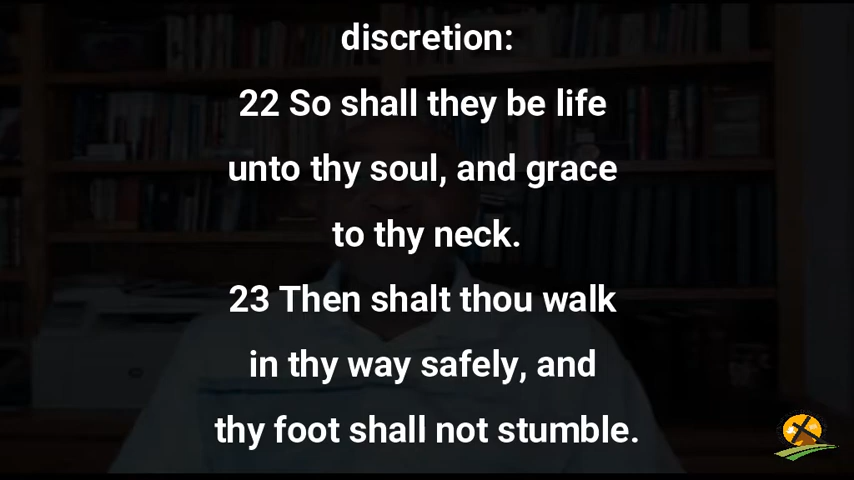 discretion:
22 So shall they be life
unto thy soul, and grace
to thy neck.
23 Then shalt thou walk
in thy way safely, and
thy foot shall not stumble.